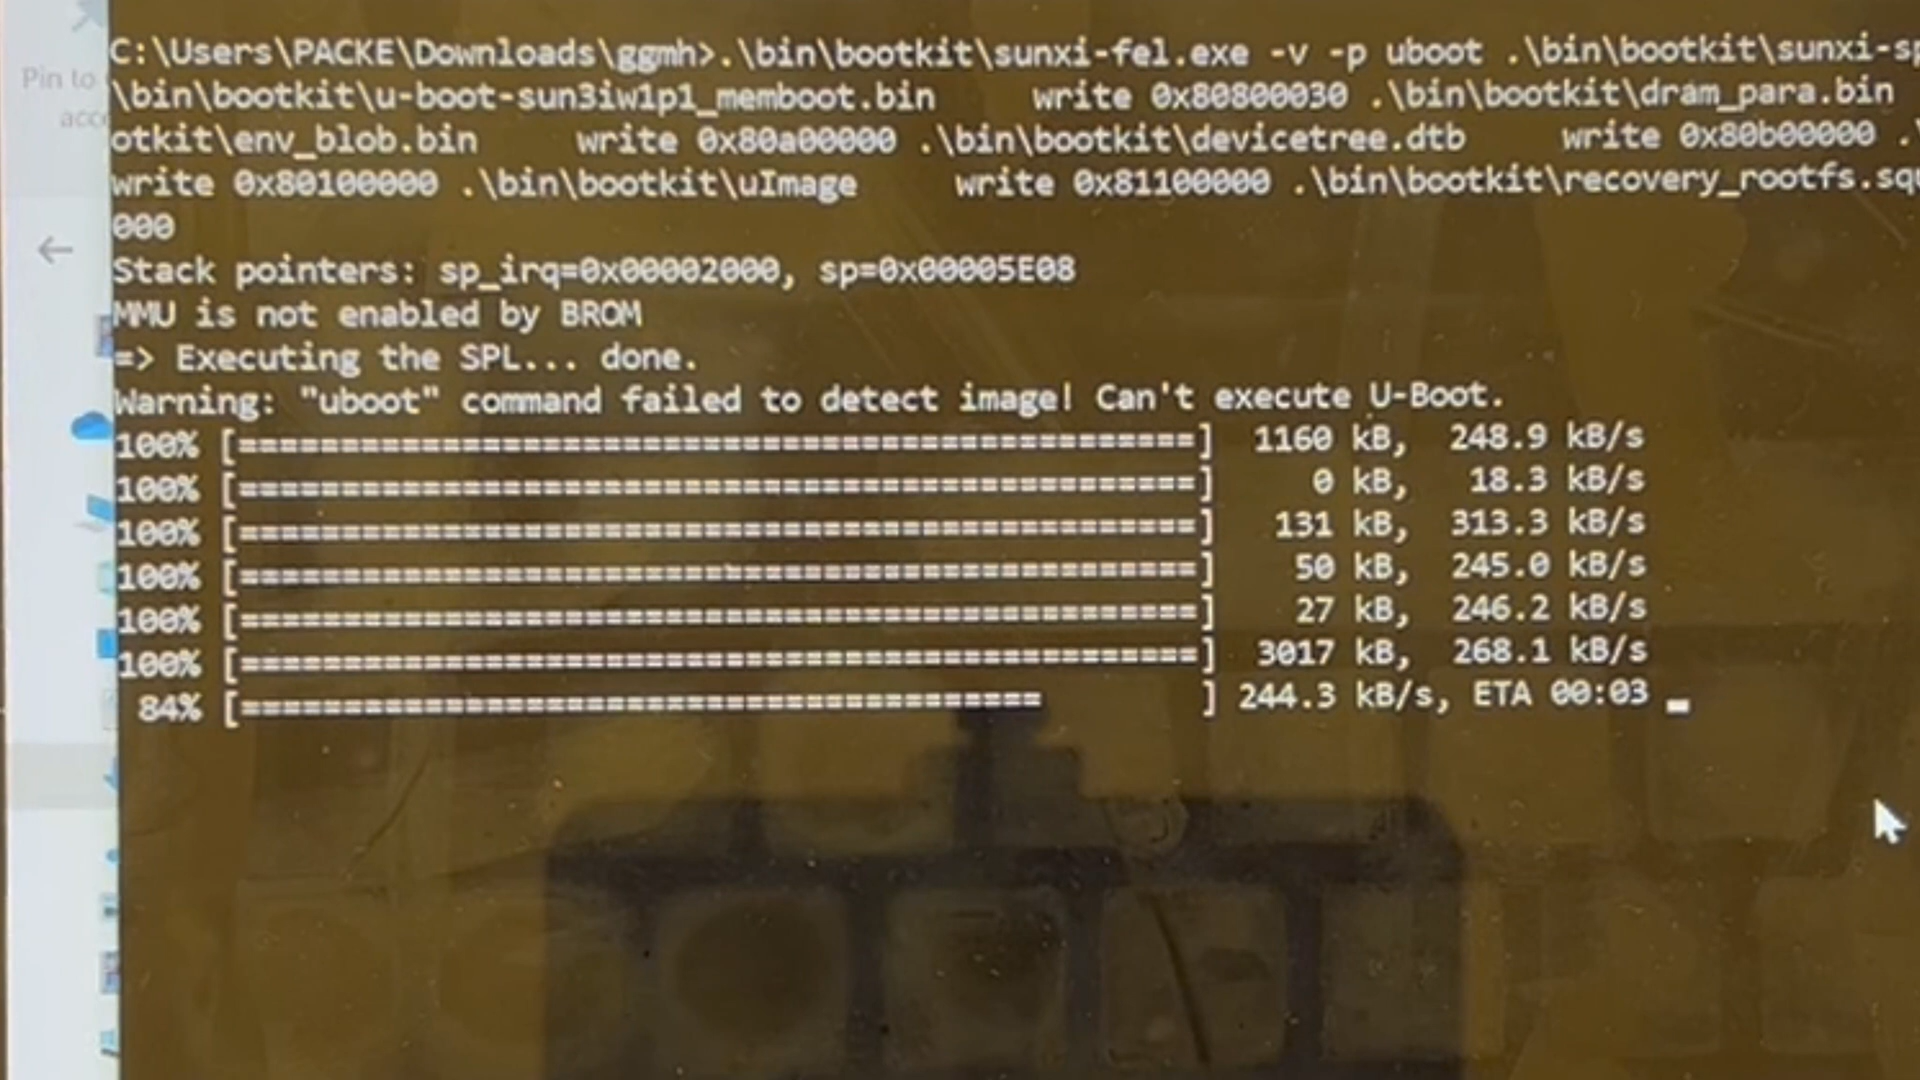 Pin to
acce
C:\Users\PACKE\Downloads\ggmh>.\bin\bootkit\sunxi-fel.exe -v -p uboot .\bin\bootkit\sunxi-sp
\bin\bootkit\u-boot-sun3iw1p1_memboot.bin write 0x80800030 .\bin\bootkit\dram_para.bin
otkit\env_blob.bin write 0x80a00000 .\bin\bootkit\devicetree.dtb write 0x80b00000 .\
write 0x80100000 .\bin\bootkit\uImage write 0x81100000 .\bin\bootkit\recovery_rootfs.squ
000
Stack pointers: sp_irq=0x00002000, sp=0x00005E08
MMU is not enabled by BROM
=> Executing the SPL... done.
Warning: "uboot" command failed to detect image! Can't execute U-Boot.
100% [================================================] 1160 kB, 248.9 kB/s
100% [================================================] 0 kB, 18.3 kB/s
100% [================================================] 131 kB, 313.3 kB/s
100% [================================================] 50 kB, 245.0 kB/s
100% [================================================] 27 kB, 246.2 kB/s
100% [================================================] 3017 kB, 268.1 kB/s
84% [======================================== ] 244.3 kB/s, ETA 00:03